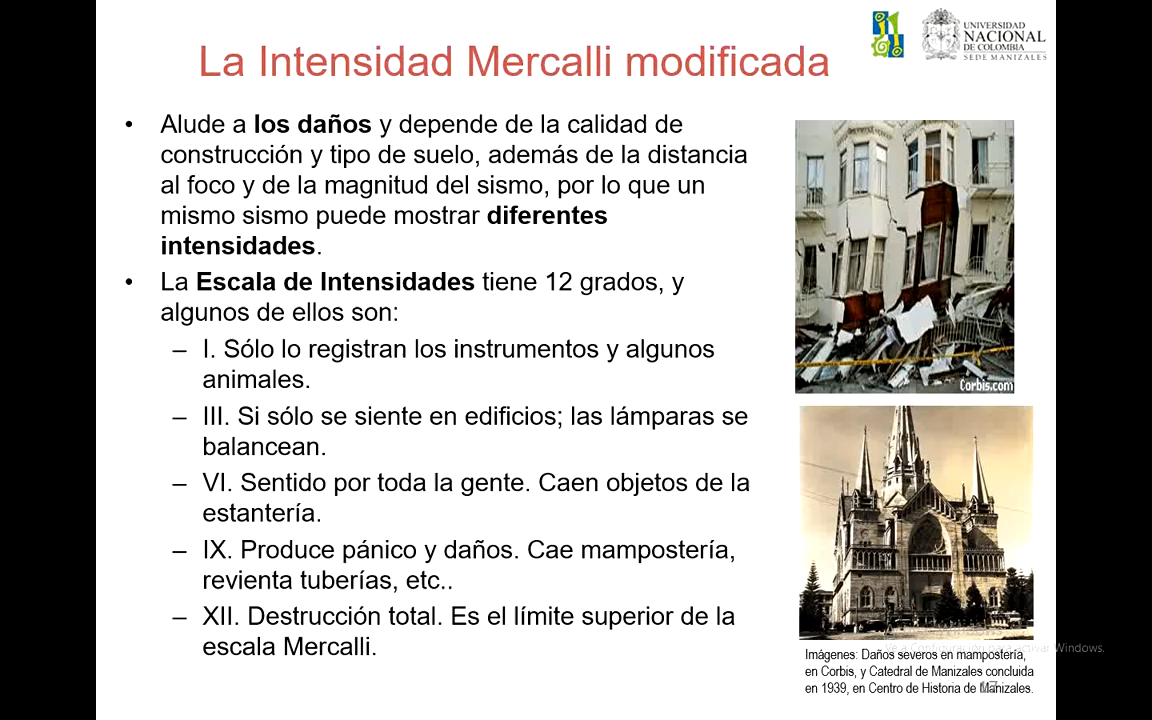 UNIVERSIDAD
NACIONAL
DE COLOMBIA
SEDE MANIZALES
La Intensidad Mercalli modificada
• Alude a los daños y depende de la calidad de
construcción y tipo de suelo, además de la distancia
al foco y de la magnitud del sismo, por lo que un
mismo sismo puede mostrar diferentes
intensidades.
• La Escala de Intensidades tiene 12 grados, y
algunos de ellos son:
– I. Sólo lo registran los instrumentos y algunos
animales.
– III. Si sólo se siente en edificios; las lámparas se
balancean.
– VI. Sentido por toda la gente. Caen objetos de la
estantería.
– IX. Produce pánico y daños. Cae mampostería,
revienta tuberías, etc..
– XII. Destrucción total. Es el límite superior de la
escala Mercalli.
Corbis.com
Ve a Configuración para activar Windows.
Imágenes: Daños severos en mampostería,
en Corbis, y Catedral de Manizales concluida
en 1939, en Centro de Historia de Manizales.
17